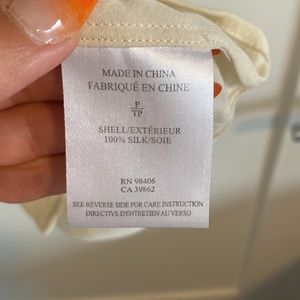 MADE IN CHINA
FABRIQUÉ EN CHINE
P
TP
SHELL/EXTÉRIEUR
100% SILK/SOIE
RN 98406
CA 39862
SEE REVERSE SIDE FOR CARE INSTRUCTION
DIRECTIVE D'ENTRETIEN AU VERSO